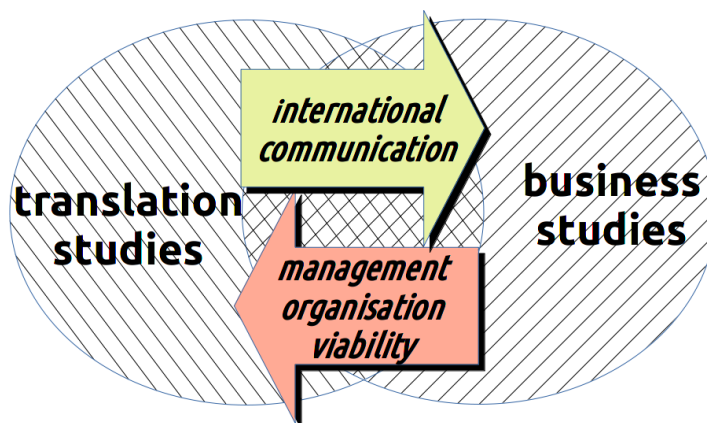 international
communication
translation
studies
business
studies
management
organisation
viability